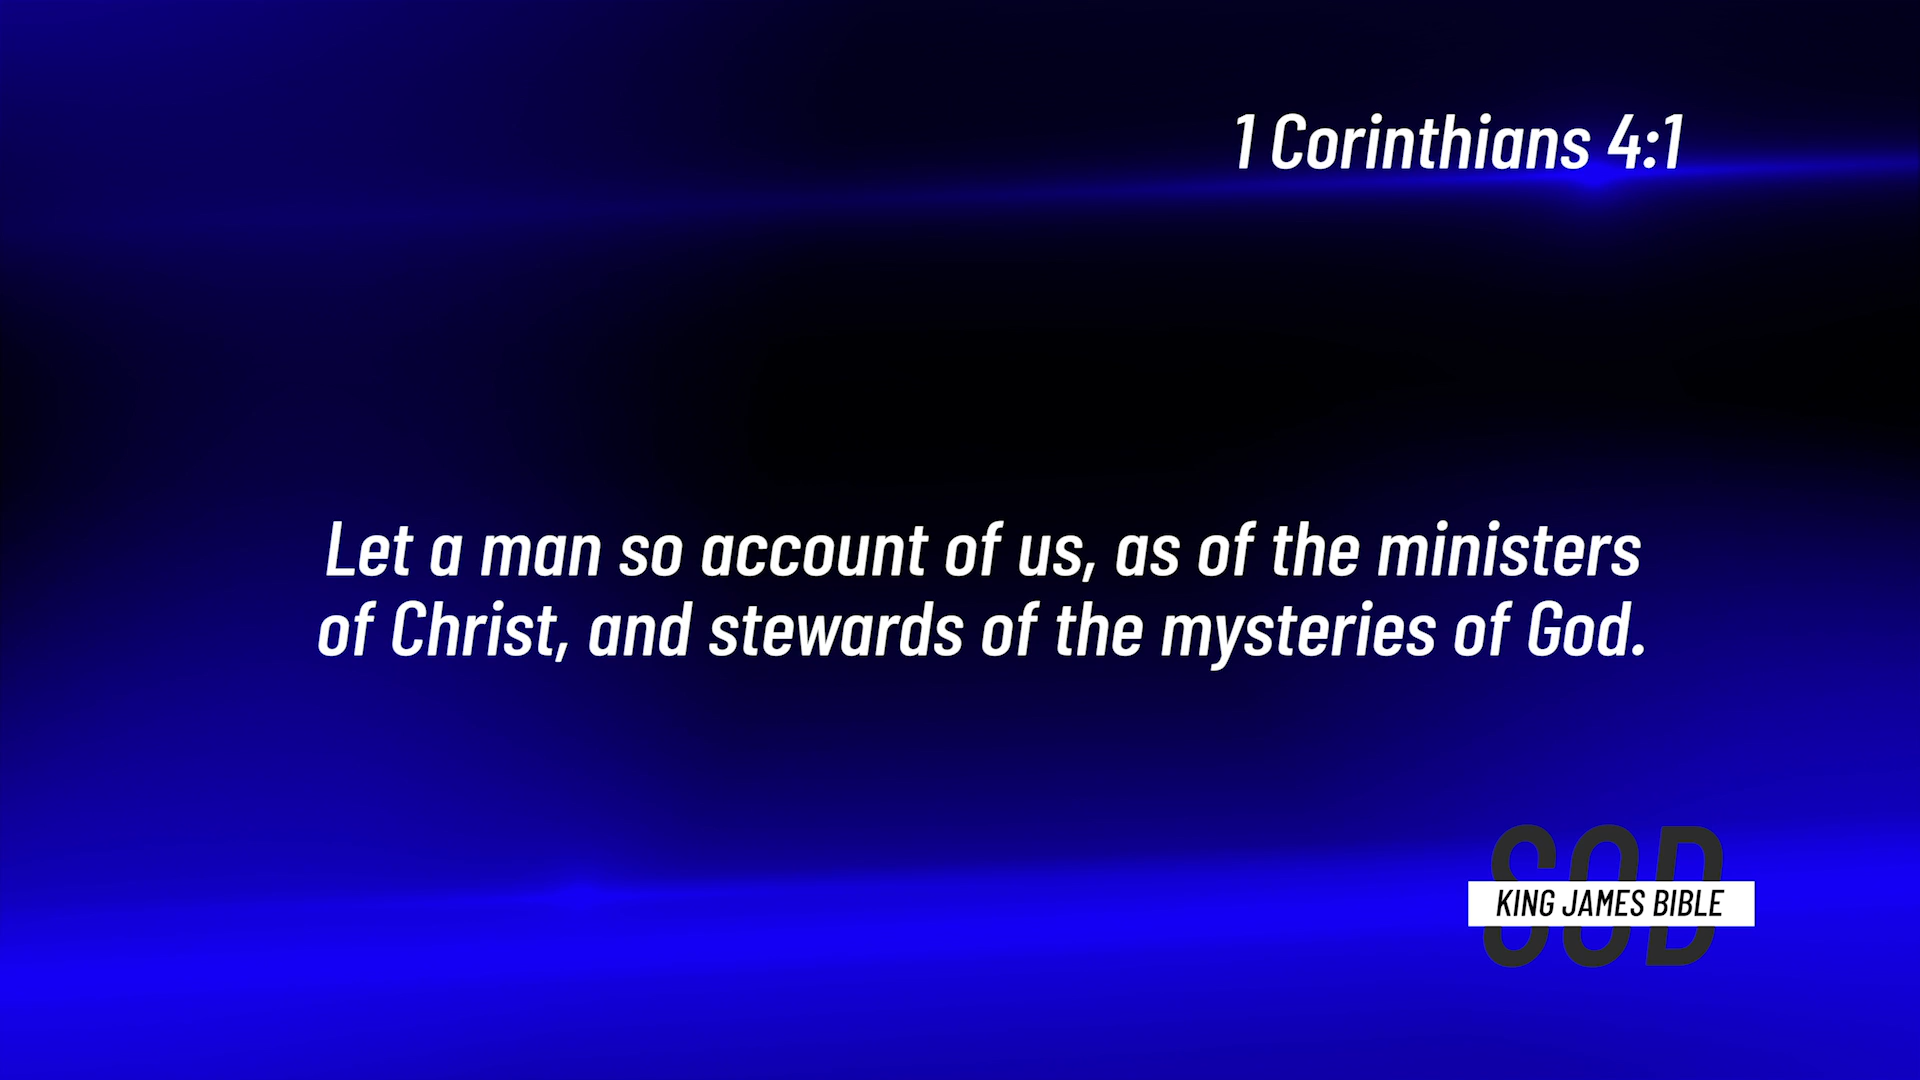 1 Corinthians 4:1
Let a man so account of us, as of the ministers
of Christ, and stewards of the mysteries of God.
SOD
KING JAMES BIBLE